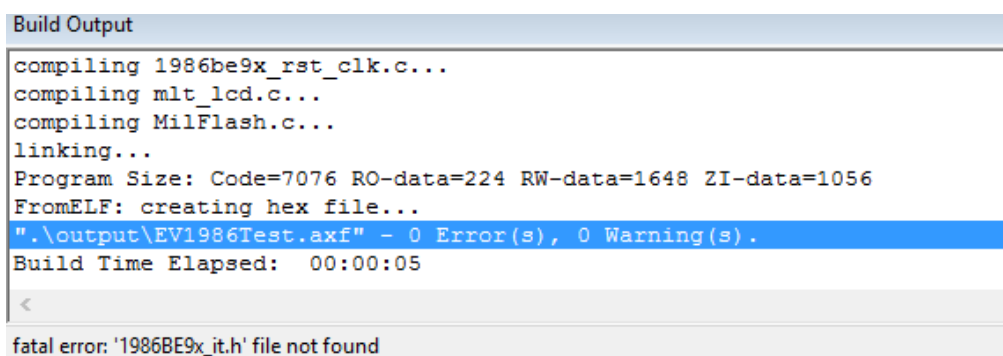 Build Output
compiling 1986be9x_rst_clk.c...
compiling mlt_lcd.c...
compiling MilFlash.c...
linking...
Program Size: Code=7076 RO-data=224 RW-data=1648 ZI-data=1056
FromELF: creating hex file...
".\output\EV1986Test.axf" - 0 Error(s), 0 Warning(s).
Build Time Elapsed:  00:00:05
fatal error: '1986BE9x_it.h' file not found